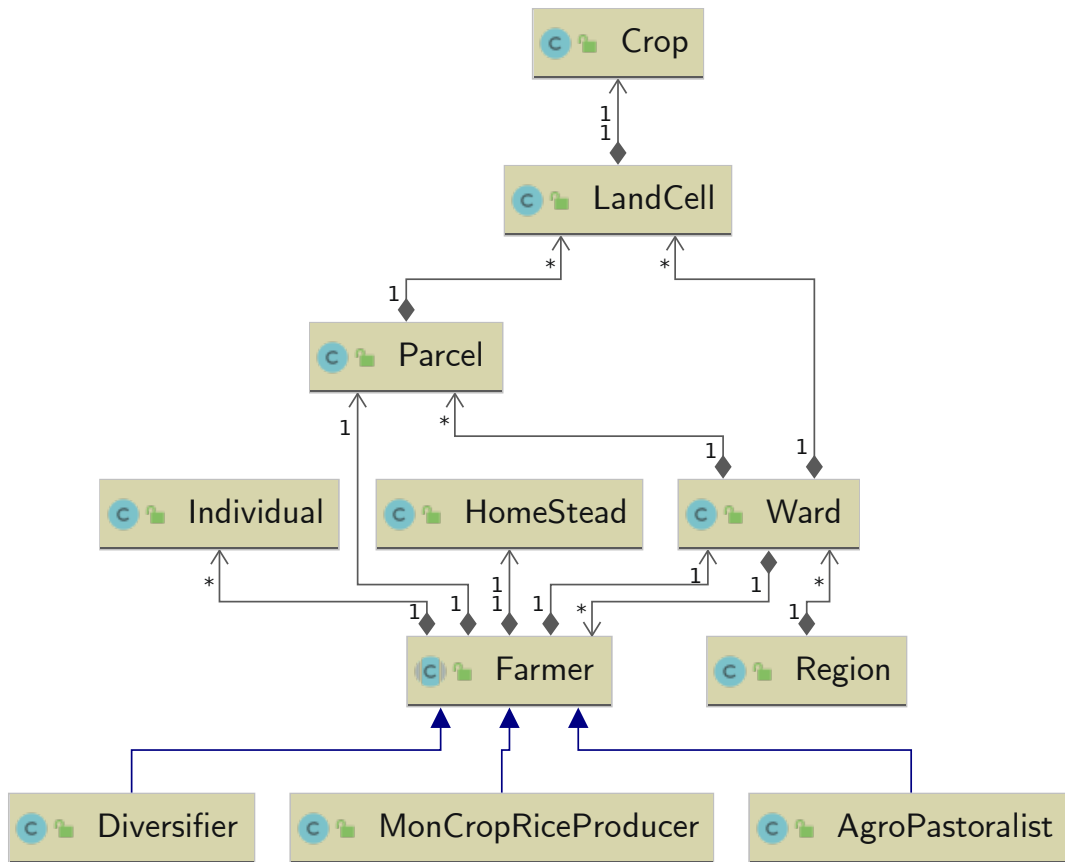 C Crop
1
1
C LandCell
* *
1
C Parcel
1 * 1 1
C Individual C HomeStead C Ward
* 1 1 1 *
1 1 1 1 * 1
C Farmer C Region
C Diversifier C MonCropRiceProducer C AgroPastoralist